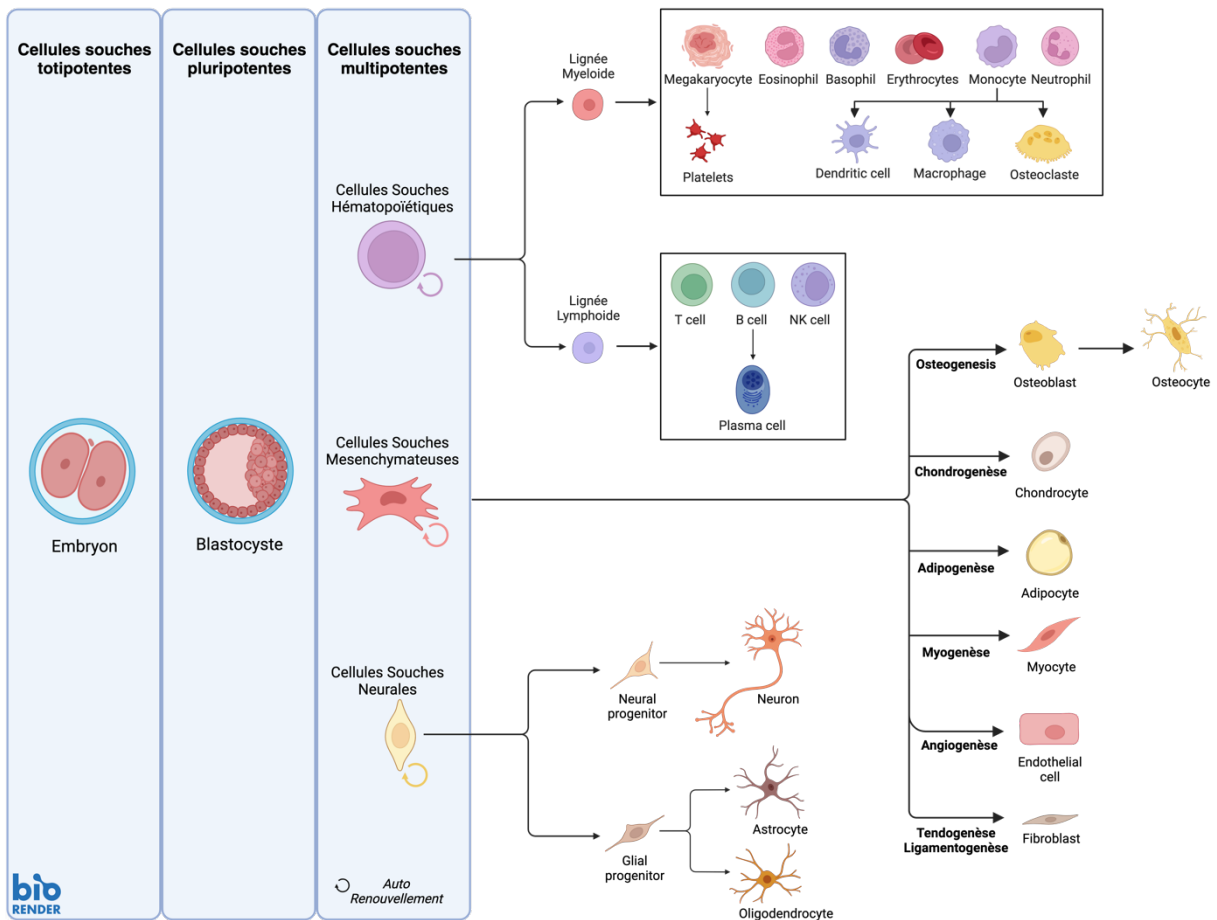 Cellules souches
totipotentes
Cellules souches
pluripotentes
Cellules souches
multipotentes
Embryon
Blastocyste
Cellules Souches
Hématopoïétiques
Cellules Souches
Mesenchymateuses
Cellules Souches
Neurales
Auto
Renouvellement
bio
RENDER
Lignée
Myeloide
Megakaryocyte
Eosinophil
Basophil
Erythrocytes
Monocyte
Neutrophil
Platelets
Dendritic cell
Macrophage
Osteoclaste
Lignée
Lymphoide
T cell
B cell
NK cell
Plasma cell
Osteogenesis
Osteoblast
Osteocyte
Chondrogenèse
Chondrocyte
Adipogenèse
Adipocyte
Myogenèse
Myocyte
Angiogenèse
Endothelial
cell
Tendogenèse
Ligamentogenèse
Fibroblast
Neural
progenitor
Neuron
Glial
progenitor
Astrocyte
Oligodendrocyte